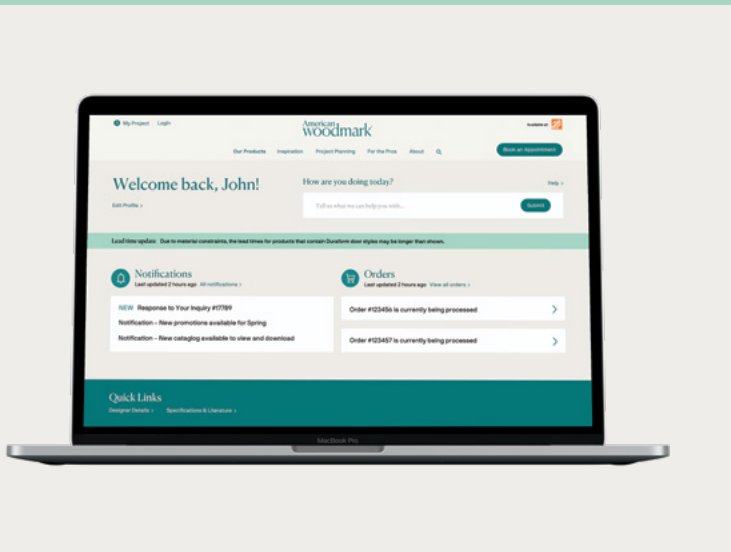 My Project Login
American
woodmark
Available at
Our Products Inspiration Project Planning For the Pros About
Book an Appointment
Welcome back, John!
Edit Profile >
How are you doing today?
Help >
Tell us what we can help you with...
Submit
Lead time update: Due to material constraints, the lead times for products that contain Duraform door styles may be longer than shown.
Notifications
Last updated 2 hours ago All notifications >
NEW Response to Your Inquiry #17789
Notification - New promotions available for Spring
Notification - New cataglog available to view and download
Orders
Last updated 2 hours ago View all orders >
Order #123456 is currently being processed
Order #123457 is currently being processed
Quick Links
Designer Details > Specifications & Literature >
MacBook Pro